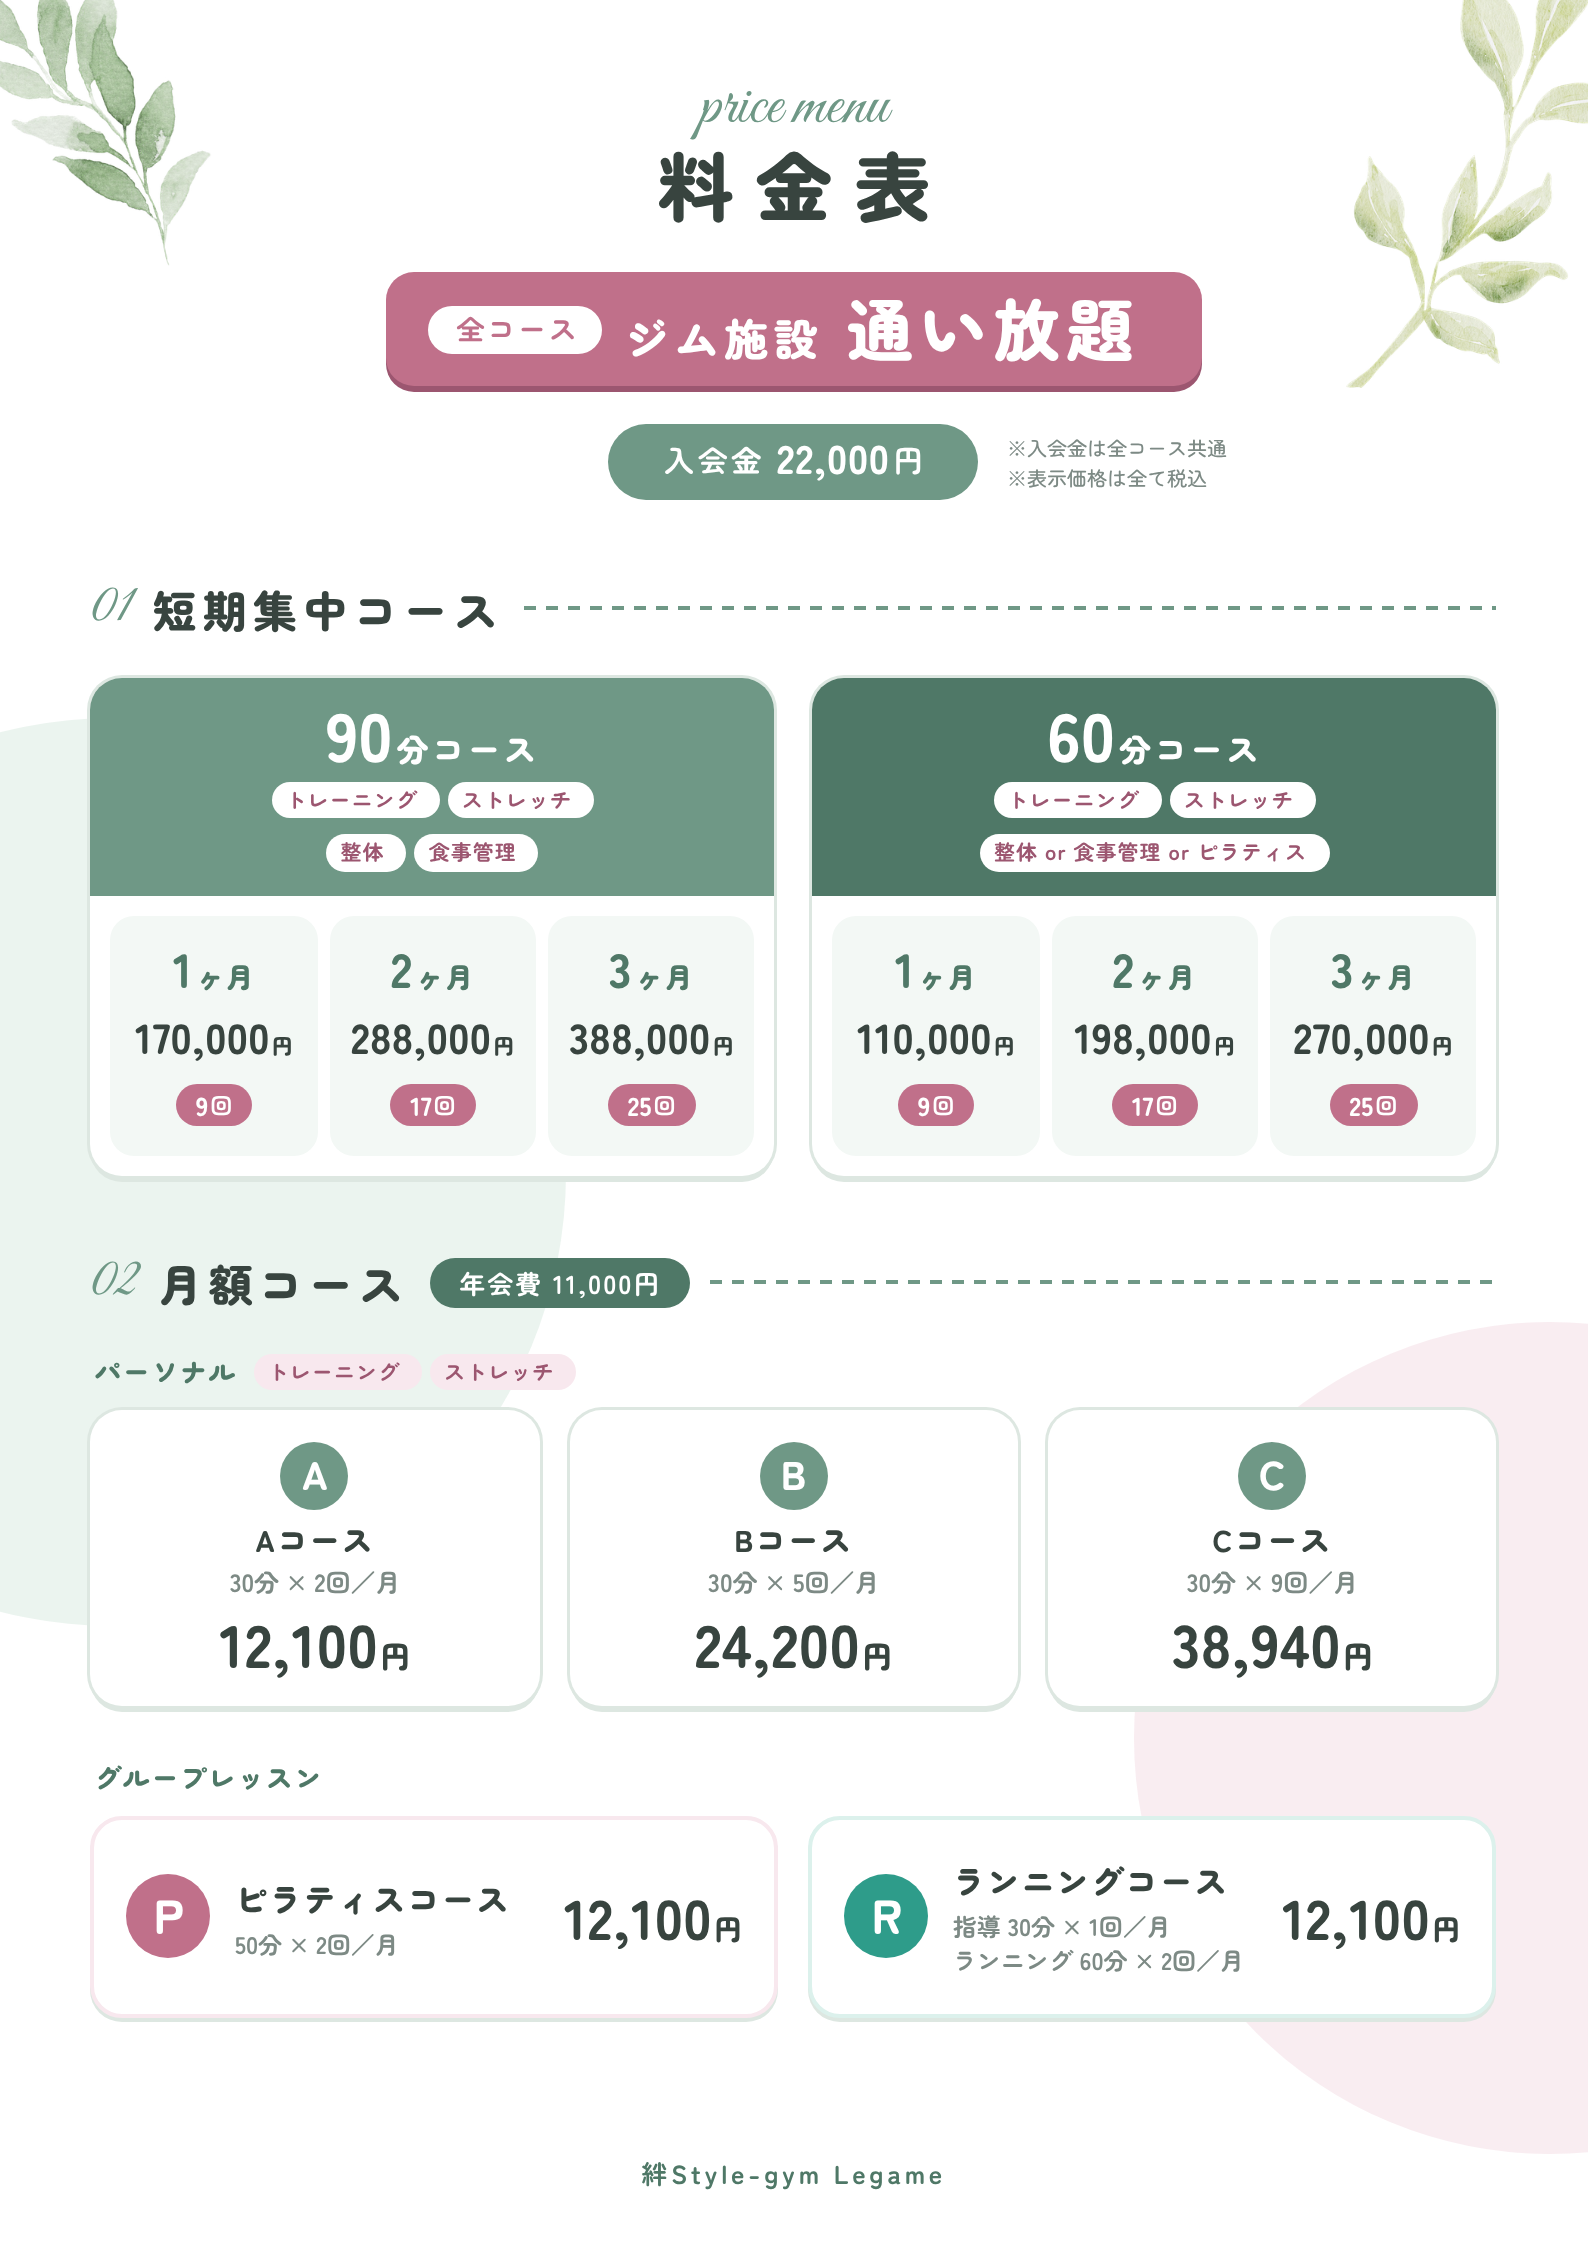 price menu
料金表
全コース ジム施設 通い放題
入会金 22,000円
※入会金は全コース共通
※表示価格は全て税込
01 短期集中コース
90分コース
トレーニング ストレッチ
整体 食事管理
1ヶ月 2ヶ月 3ヶ月
170,000円 288,000円 388,000円
9回 17回 25回
60分コース
トレーニング ストレッチ
整体 or 食事管理 or ピラティス
1ヶ月 2ヶ月 3ヶ月
110,000円 198,000円 270,000円
9回 17回 25回
02 月額コース 年会費 11,000円
パーソナル トレーニング ストレッチ
A
Aコース
30分 × 2回／月
12,100円
B
Bコース
30分 × 5回／月
24,200円
C
Cコース
30分 × 9回／月
38,940円
グループレッスン
P
ピラティスコース
50分 × 2回／月
12,100円
R
ランニングコース
指導 30分 × 1回／月
ランニング 60分 × 2回／月
12,100円
絆Style-gym Legame